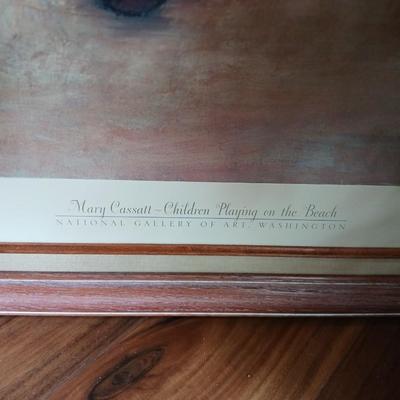 Mary Cassatt ~ Children Playing on the Beach
NATIONAL GALLERY OF ART, WASHINGTON